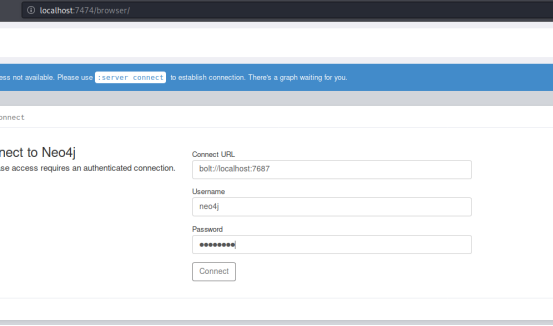 localhost:7474/browser/
ess not available. Please use :server connect to establish connection. There's a graph waiting for you.
onnect
nect to Neo4j
se access requires an authenticated connection.
Connect URL
bolt://localhost:7687
Username
neo4j
Password
••••••••
Connect